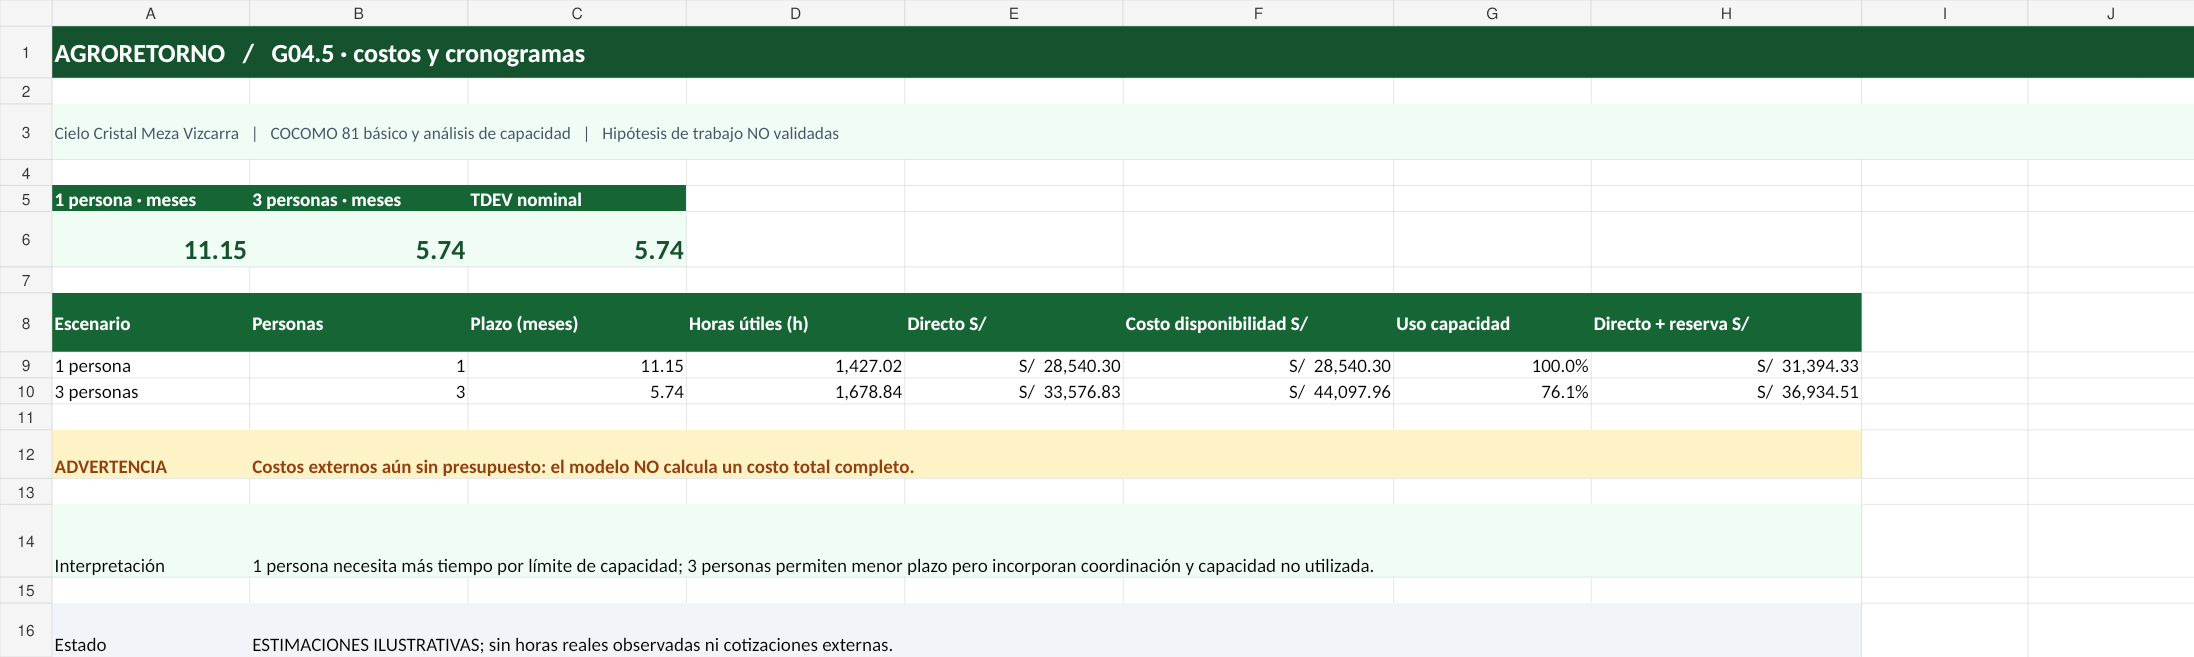 A B C D E F G H I J
1 AGRORETORNO / G04.5 · costos y cronogramas
2
3 Cielo Cristal Meza Vizcarra | COCOMO 81 básico y análisis de capacidad | Hipótesis de trabajo NO validadas
4
5 1 persona · meses 3 personas · meses TDEV nominal
6 11.15 5.74 5.74
7
8 Escenario Personas Plazo (meses) Horas útiles (h) Directo S/ Costo disponibilidad S/ Uso capacidad Directo + reserva S/
9 1 persona 1 11.15 1,427.02 S/ 28,540.30 S/ 28,540.30 100.0% S/ 31,394.33
10 3 personas 3 5.74 1,678.84 S/ 33,576.83 S/ 44,097.96 76.1% S/ 36,934.51
11
12 ADVERTENCIA Costos externos aún sin presupuesto: el modelo NO calcula un costo total completo.
13
14 Interpretación 1 persona necesita más tiempo por límite de capacidad; 3 personas permiten menor plazo pero incorporan coordinación y capacidad no utilizada.
15
16 Estado ESTIMACIONES ILUSTRATIVAS; sin horas reales observadas ni cotizaciones externas.